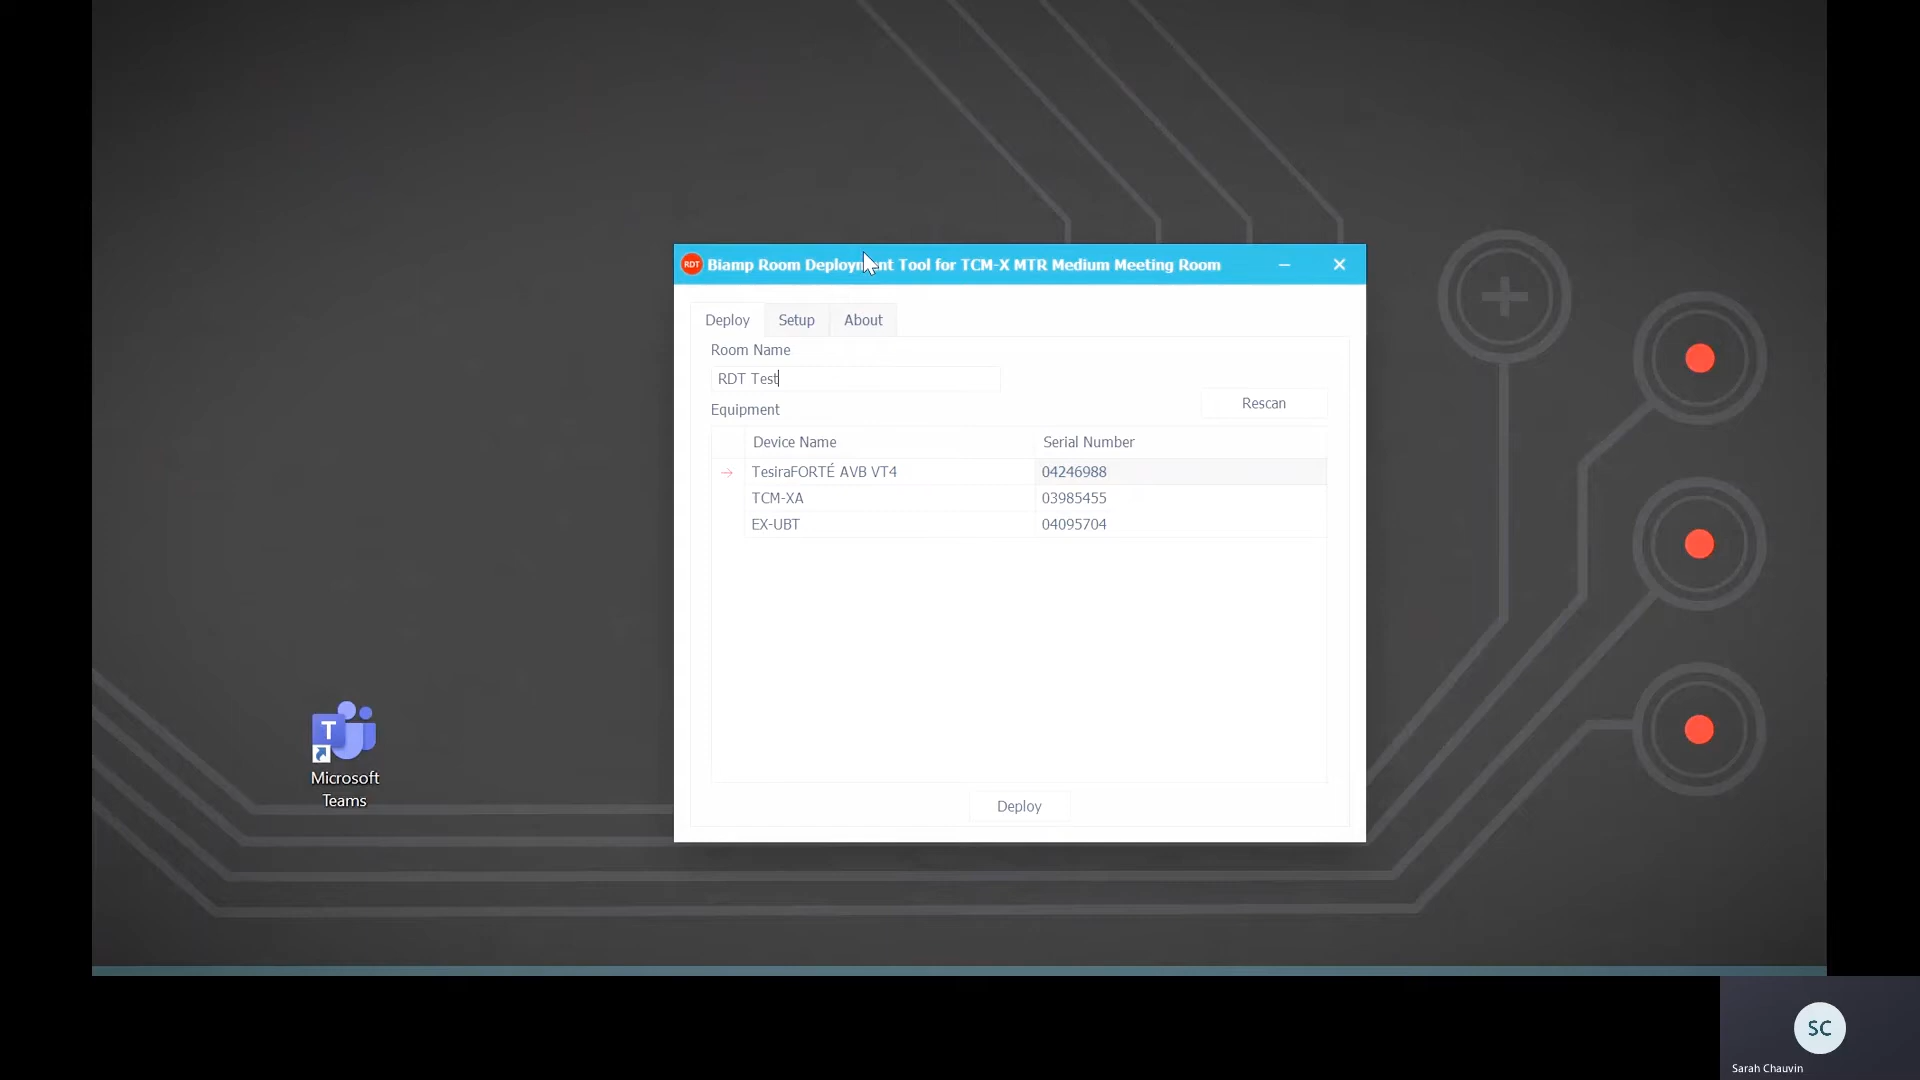 RDT Biamp Room Deployment Tool for TCM-X MTR Medium Meeting Room
Deploy Setup About
Room Name
RDT Test
Rescan
Equipment
Device Name Serial Number
TesiraFORTÉ AVB VT4 04246988
TCM-XA 03985455
EX-UBT 04095704
Deploy
T
Microsoft
Teams
SC
Sarah Chauvin